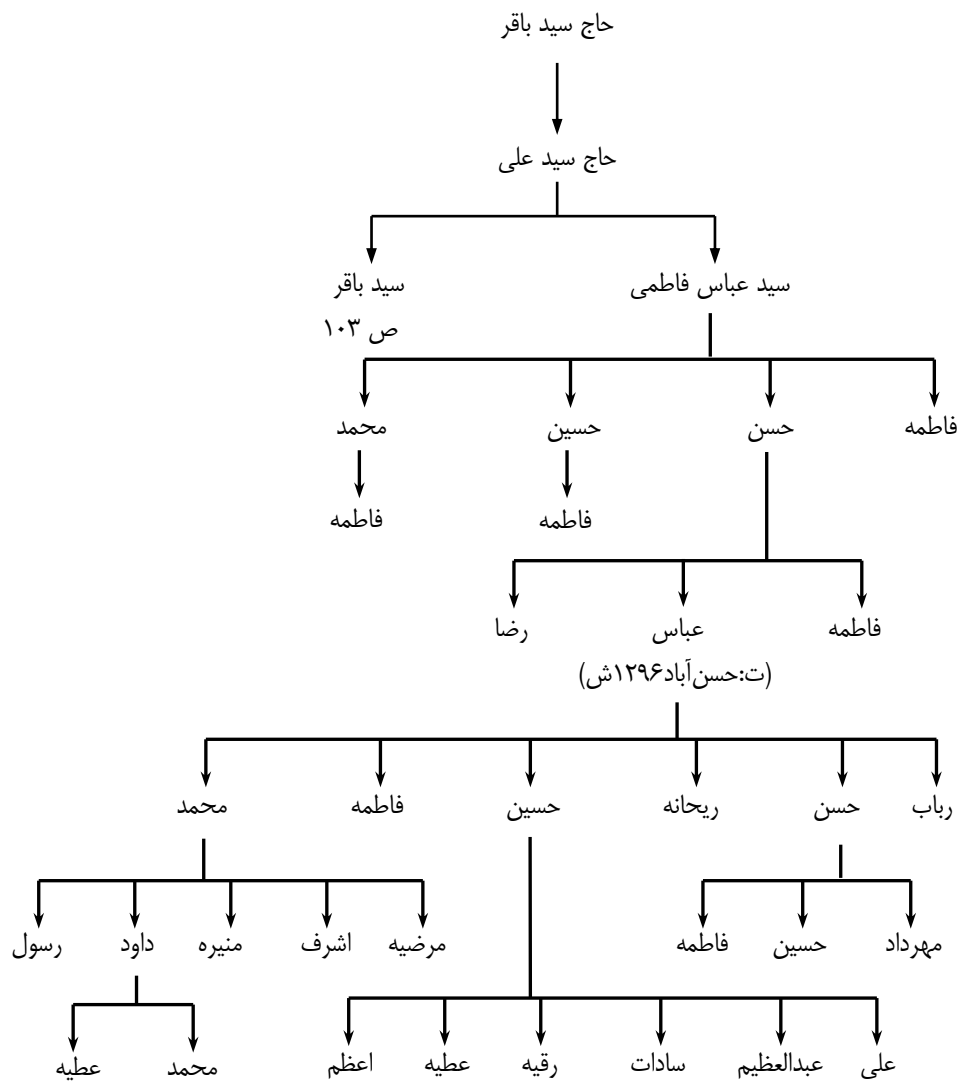 حاج سید باقر
حاج سید علی
سید عباس فاطمی
سید باقر
ص ۱۰۳
فاطمه
حسن
حسین
محمد
فاطمه
فاطمه
فاطمه
عباس
رضا
(ت:حسن‌آباد۱۲۹۶ش)
رباب
حسن
ریحانه
حسین
فاطمه
محمد
مهرداد
حسین
فاطمه
مرضیه
اشرف
منیره
داود
رسول
علی
عبدالعظیم
سادات
رقیه
عطیه
اعظم
محمد
عطیه